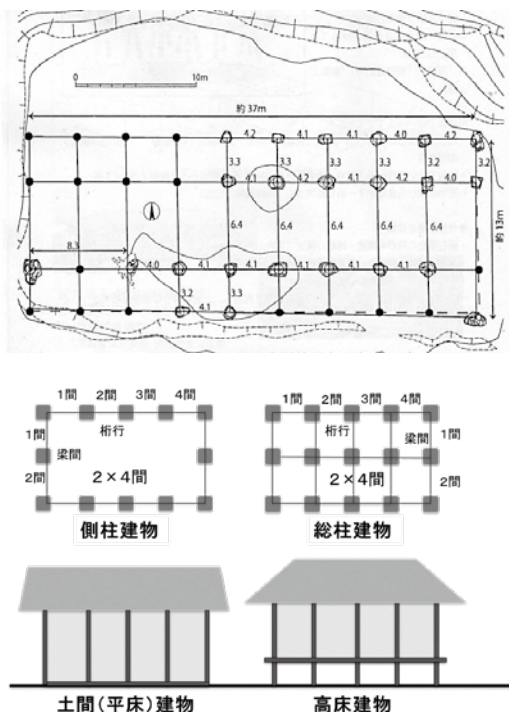 0 10m
約 37m
4.2 4.1 4.1 4.0 4.2
3.3 3.3 3.3 3.3 3.2 3.2
4.1 4.2 4.1 4.2 4.0
6.4 6.4 6.4 6.4 6.4
約 13m
8.3
4.0 4.1 4.1 4.1 4.1 4.1
3.2 3.3
4.1
1間 2間 3間 4間
1間
桁行
梁間
2間
2×4間
側柱建物
1間 2間 3間 4間
桁行
梁間
1間
2×4間
2間
総柱建物
土間(平床)建物
高床建物